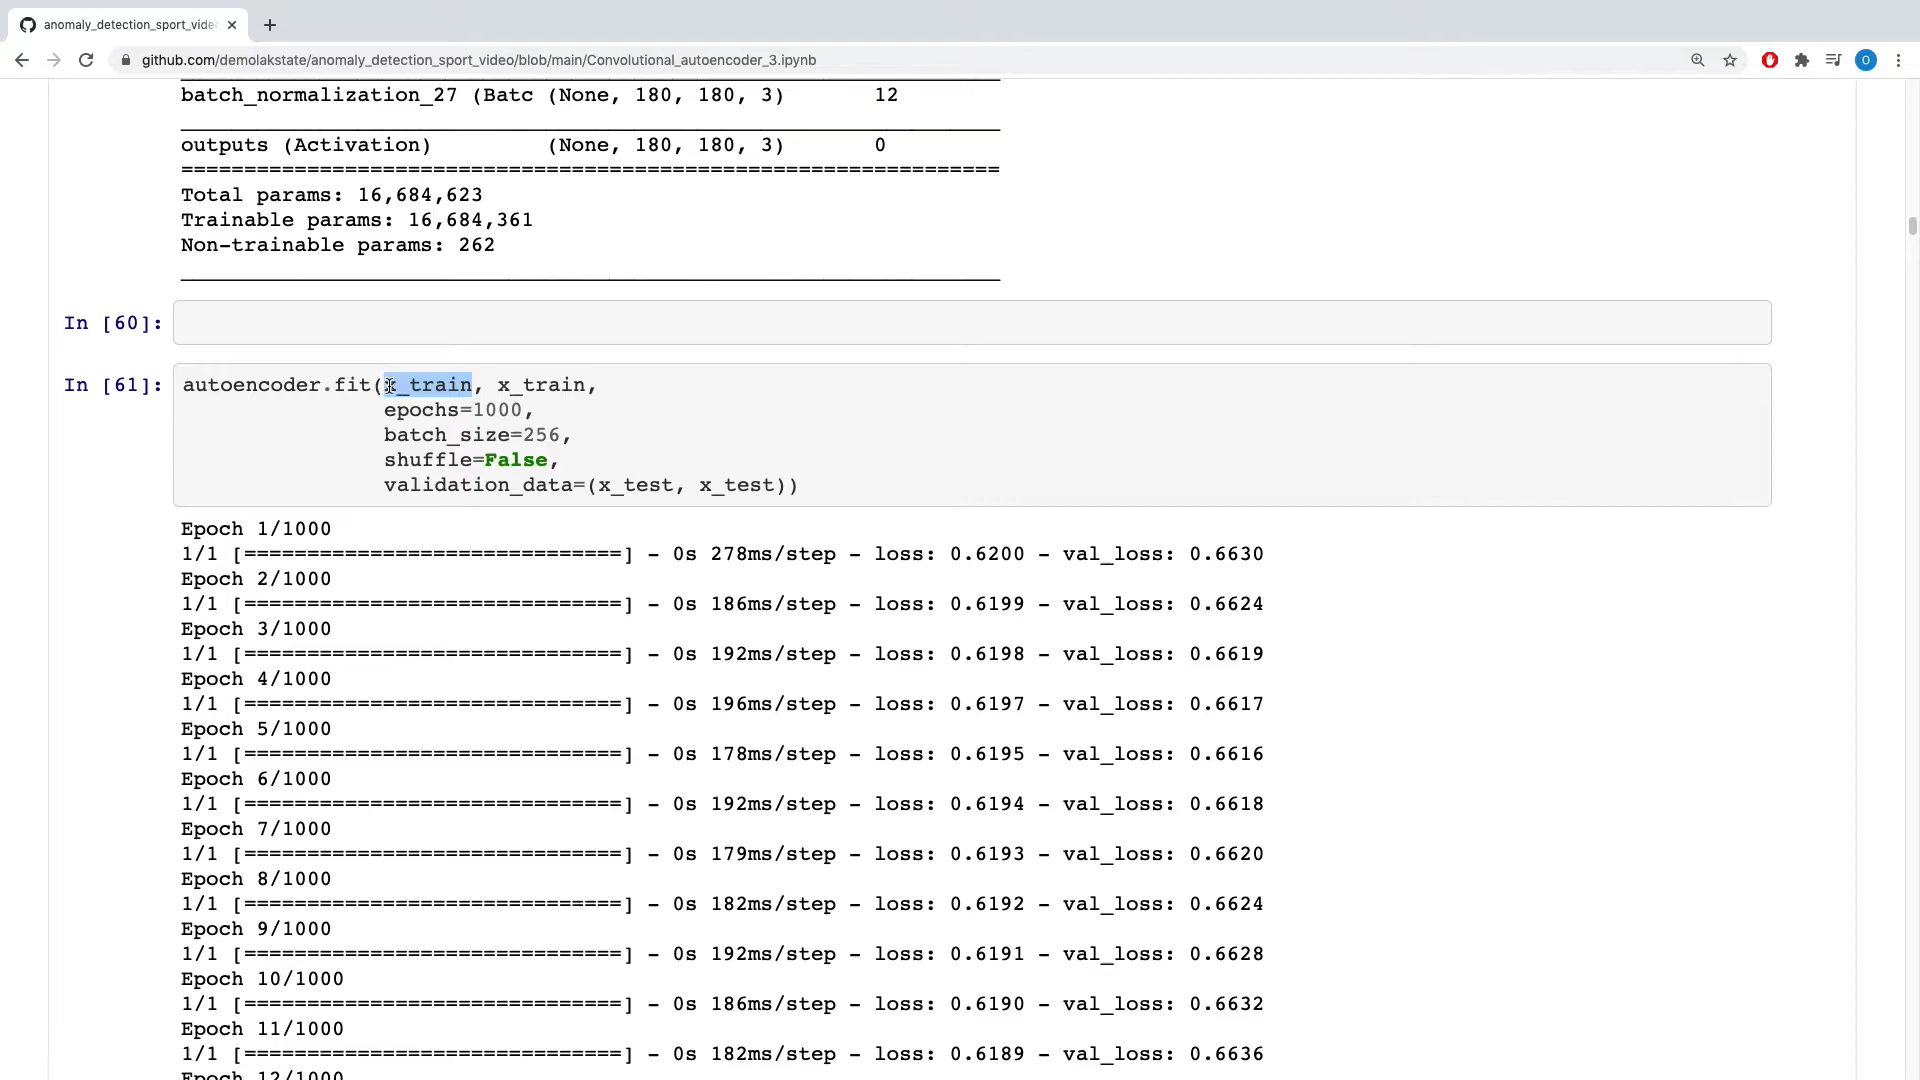 anomaly_detection_sport_vide
github.com/demolakstate/anomaly_detection_sport_video/blob/main/Convolutional_autoencoder_3.ipynb
O
batch_normalization_27 (Batc (None, 180, 180, 3) 12
outputs (Activation) (None, 180, 180, 3) 0
=================================================================
Total params: 16,684,623
Trainable params: 16,684,361
Non-trainable params: 262
In [60]:
In [61]: autoencoder.fit(x_train, x_train,
epochs=1000,
batch_size=256,
shuffle=False,
validation_data=(x_test, x_test))
Epoch 1/1000
1/1 [==============================] - 0s 278ms/step - loss: 0.6200 - val_loss: 0.6630
Epoch 2/1000
1/1 [==============================] - 0s 186ms/step - loss: 0.6199 - val_loss: 0.6624
Epoch 3/1000
1/1 [==============================] - 0s 192ms/step - loss: 0.6198 - val_loss: 0.6619
Epoch 4/1000
1/1 [==============================] - 0s 196ms/step - loss: 0.6197 - val_loss: 0.6617
Epoch 5/1000
1/1 [==============================] - 0s 178ms/step - loss: 0.6195 - val_loss: 0.6616
Epoch 6/1000
1/1 [==============================] - 0s 192ms/step - loss: 0.6194 - val_loss: 0.6618
Epoch 7/1000
1/1 [==============================] - 0s 179ms/step - loss: 0.6193 - val_loss: 0.6620
Epoch 8/1000
1/1 [==============================] - 0s 182ms/step - loss: 0.6192 - val_loss: 0.6624
Epoch 9/1000
1/1 [==============================] - 0s 192ms/step - loss: 0.6191 - val_loss: 0.6628
Epoch 10/1000
1/1 [==============================] - 0s 186ms/step - loss: 0.6190 - val_loss: 0.6632
Epoch 11/1000
1/1 [==============================] - 0s 182ms/step - loss: 0.6189 - val_loss: 0.6636
Epoch 12/1000